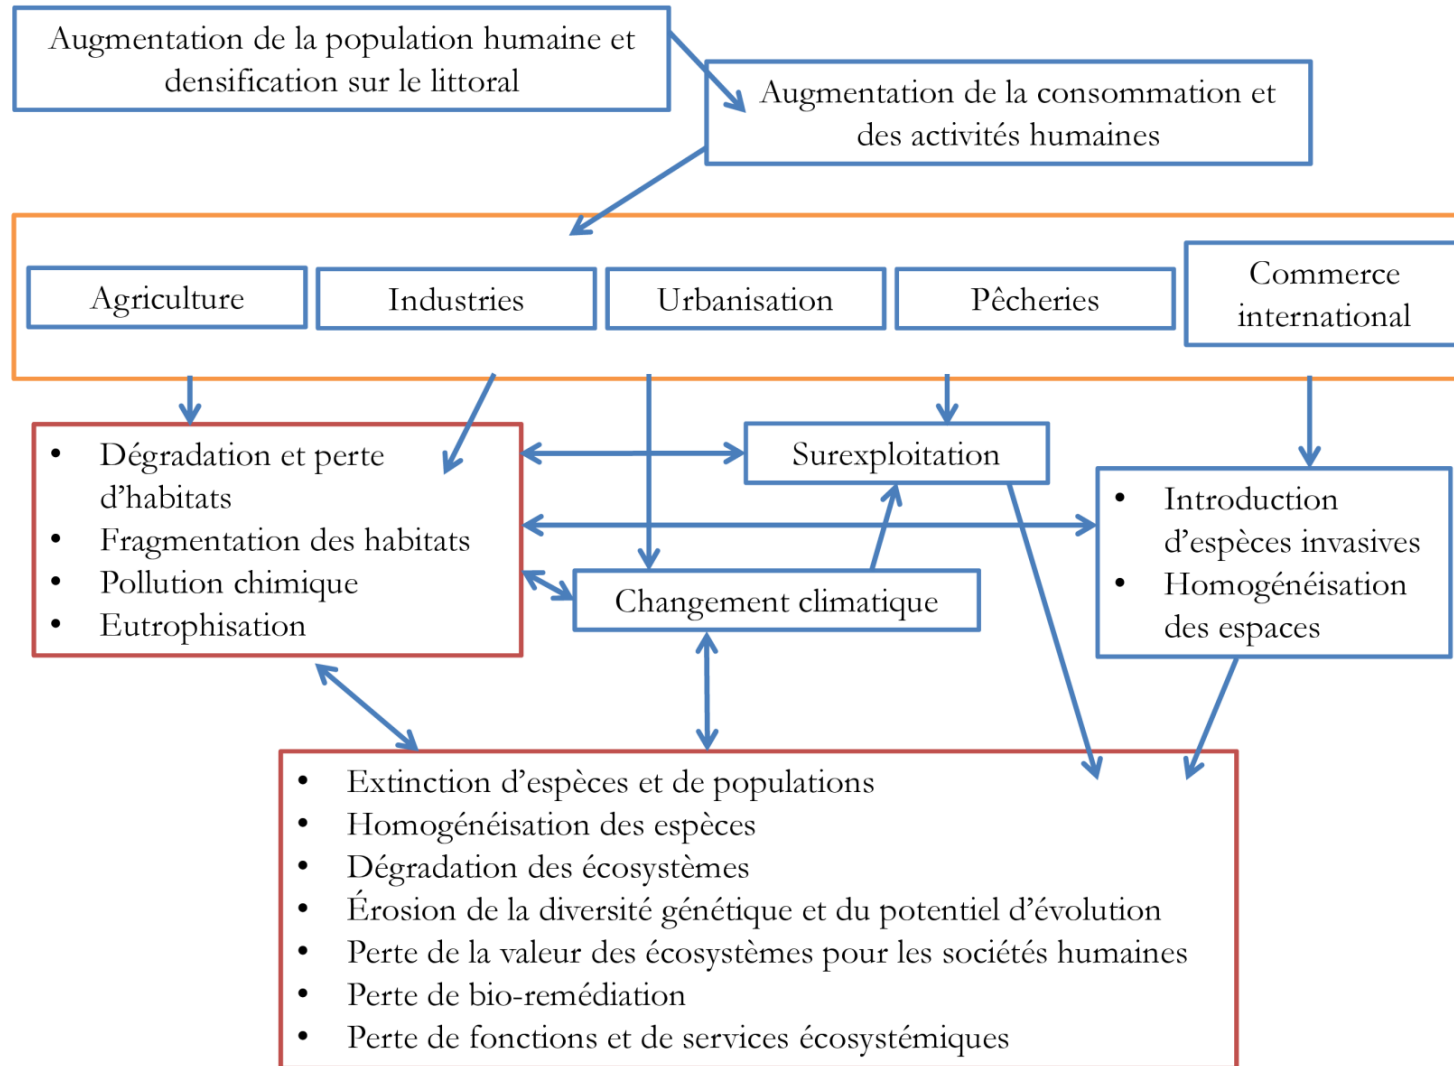 Augmentation de la population humaine et
densification sur le littoral
Augmentation de la consommation et
des activités humaines
Agriculture
Industries
Urbanisation
Pêcheries
Commerce
international
• Dégradation et perte
d’habitats
• Fragmentation des habitats
• Pollution chimique
• Eutrophisation
Surexploitation
Changement climatique
• Introduction
d’espèces invasives
• Homogénéisation
des espaces
• Extinction d’espèces et de populations
• Homogénéisation des espèces
• Dégradation des écosystèmes
• Érosion de la diversité génétique et du potentiel d’évolution
• Perte de la valeur des écosystèmes pour les sociétés humaines
• Perte de bio-remédiation
• Perte de fonctions et de services écosystémiques